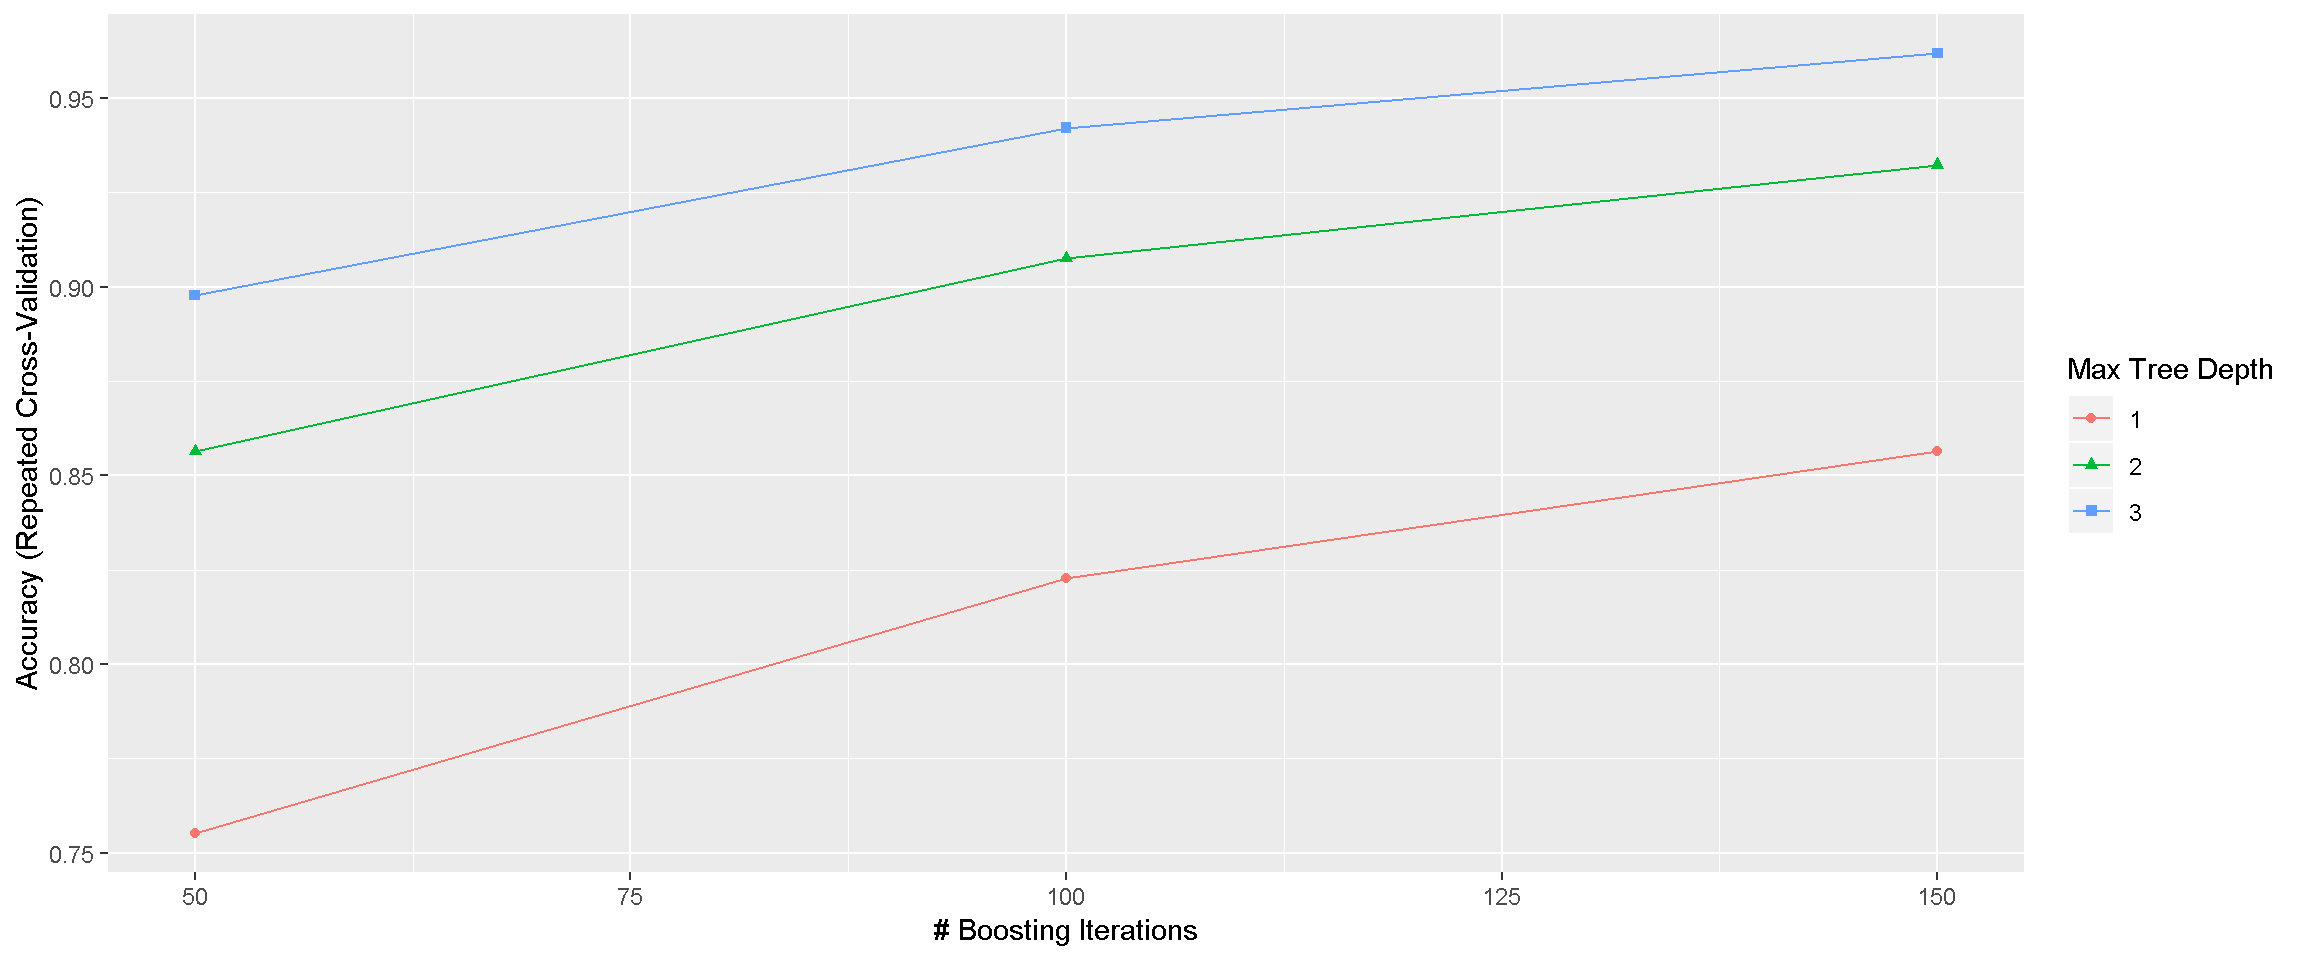 Accuracy (Repeated Cross-Validation)
0.95
0.90
0.85
0.80
0.75
50 75 100 125 150
# Boosting Iterations
Max Tree Depth
1
2
3